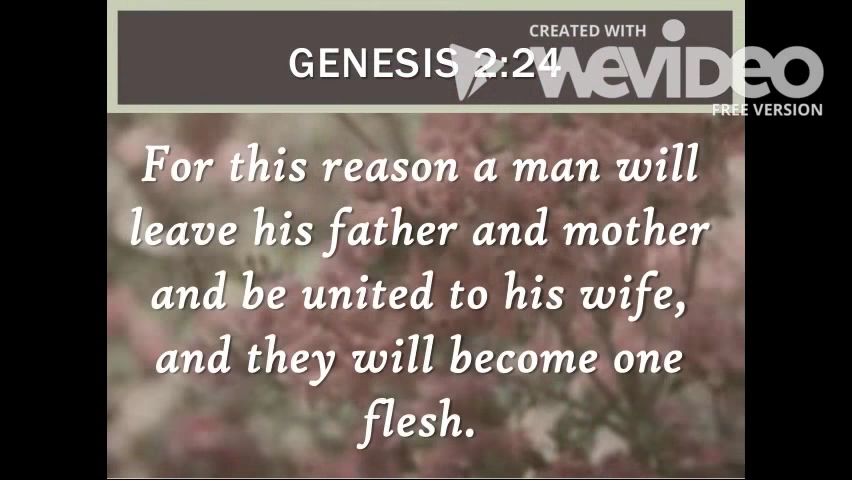 CREATED WITH
WEVIDEO
FREE VERSION
GENESIS 2:24
For this reason a man will
leave his father and mother
and be united to his wife,
and they will become one
flesh.